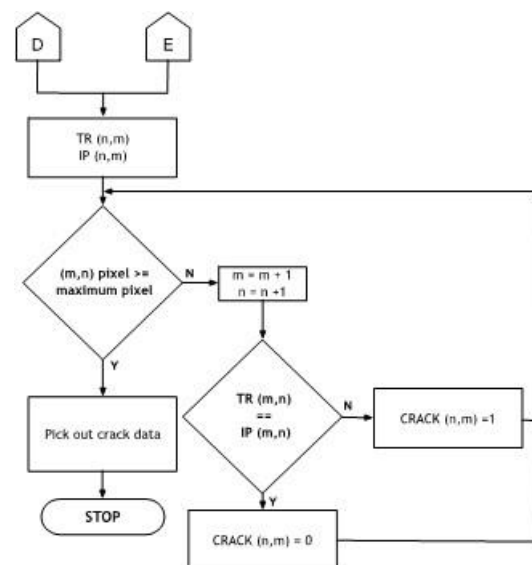 D
E
TR (n,m)
IP (n,m)
(m,n) pixel >=
maximum pixel
N
m = m + 1
n = n +1
Y
TR (m,n)
==
IP (m,n)
N
CRACK (n,m) =1
Pick out crack data
Y
STOP
CRACK (n,m) = 0